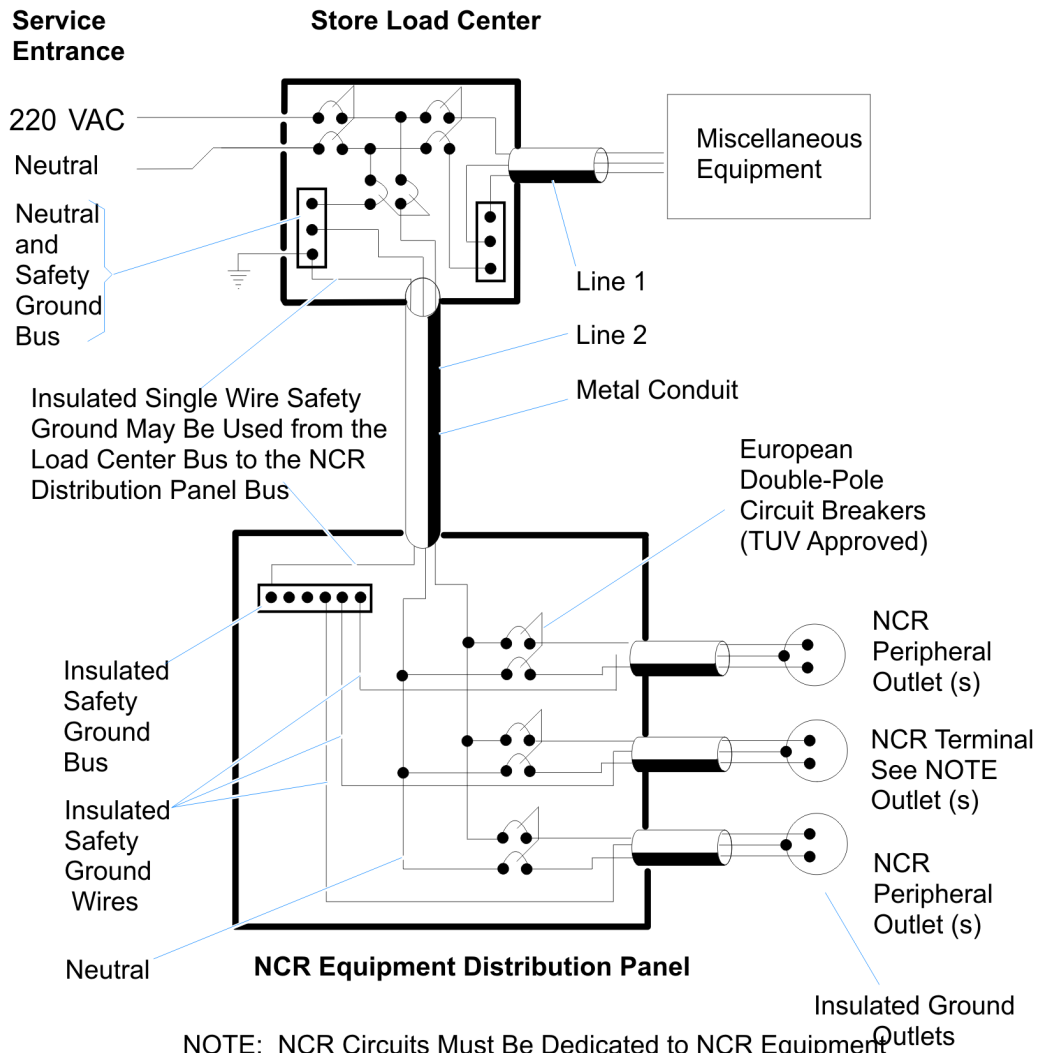 Service
Entrance
Store Load Center
220 VAC
Neutral
Neutral
and
Safety
Ground
Bus
Miscellaneous
Equipment
Line 1
Line 2
Metal Conduit
Insulated Single Wire Safety
Ground May Be Used from the
Load Center Bus to the NCR
Distribution Panel Bus
European
Double-Pole
Circuit Breakers
(TUV Approved)
Insulated
Safety
Ground
Bus
Insulated
Safety
Ground
Wires
Neutral
NCR
Peripheral
Outlet (s)
NCR Terminal
See NOTE
Outlet (s)
NCR
Peripheral
Outlet (s)
NCR Equipment Distribution Panel
Insulated Ground
Outlets
NOTE: NCR Circuits Must Be Dedicated to NCR Equipment